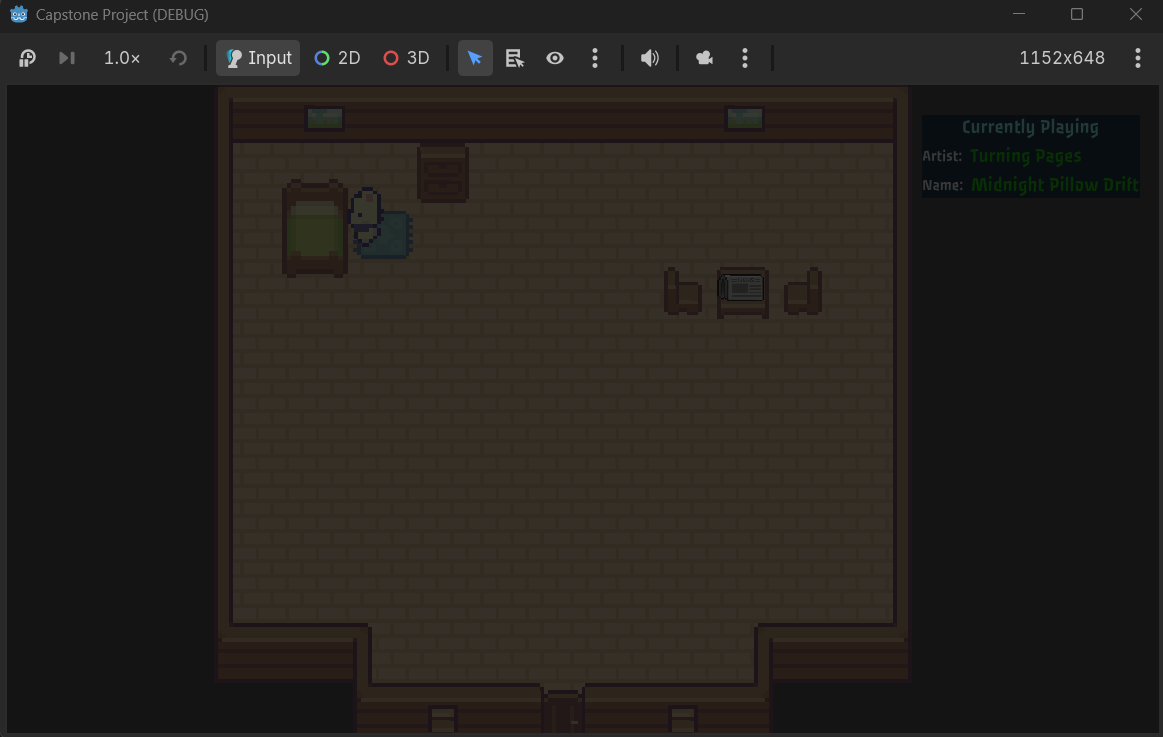 Capstone Project (DEBUG)
1.0× Input 2D 3D 1152x648
Currently Playing
Artist: Turning Pages
Name: Midnight Pillow Drift